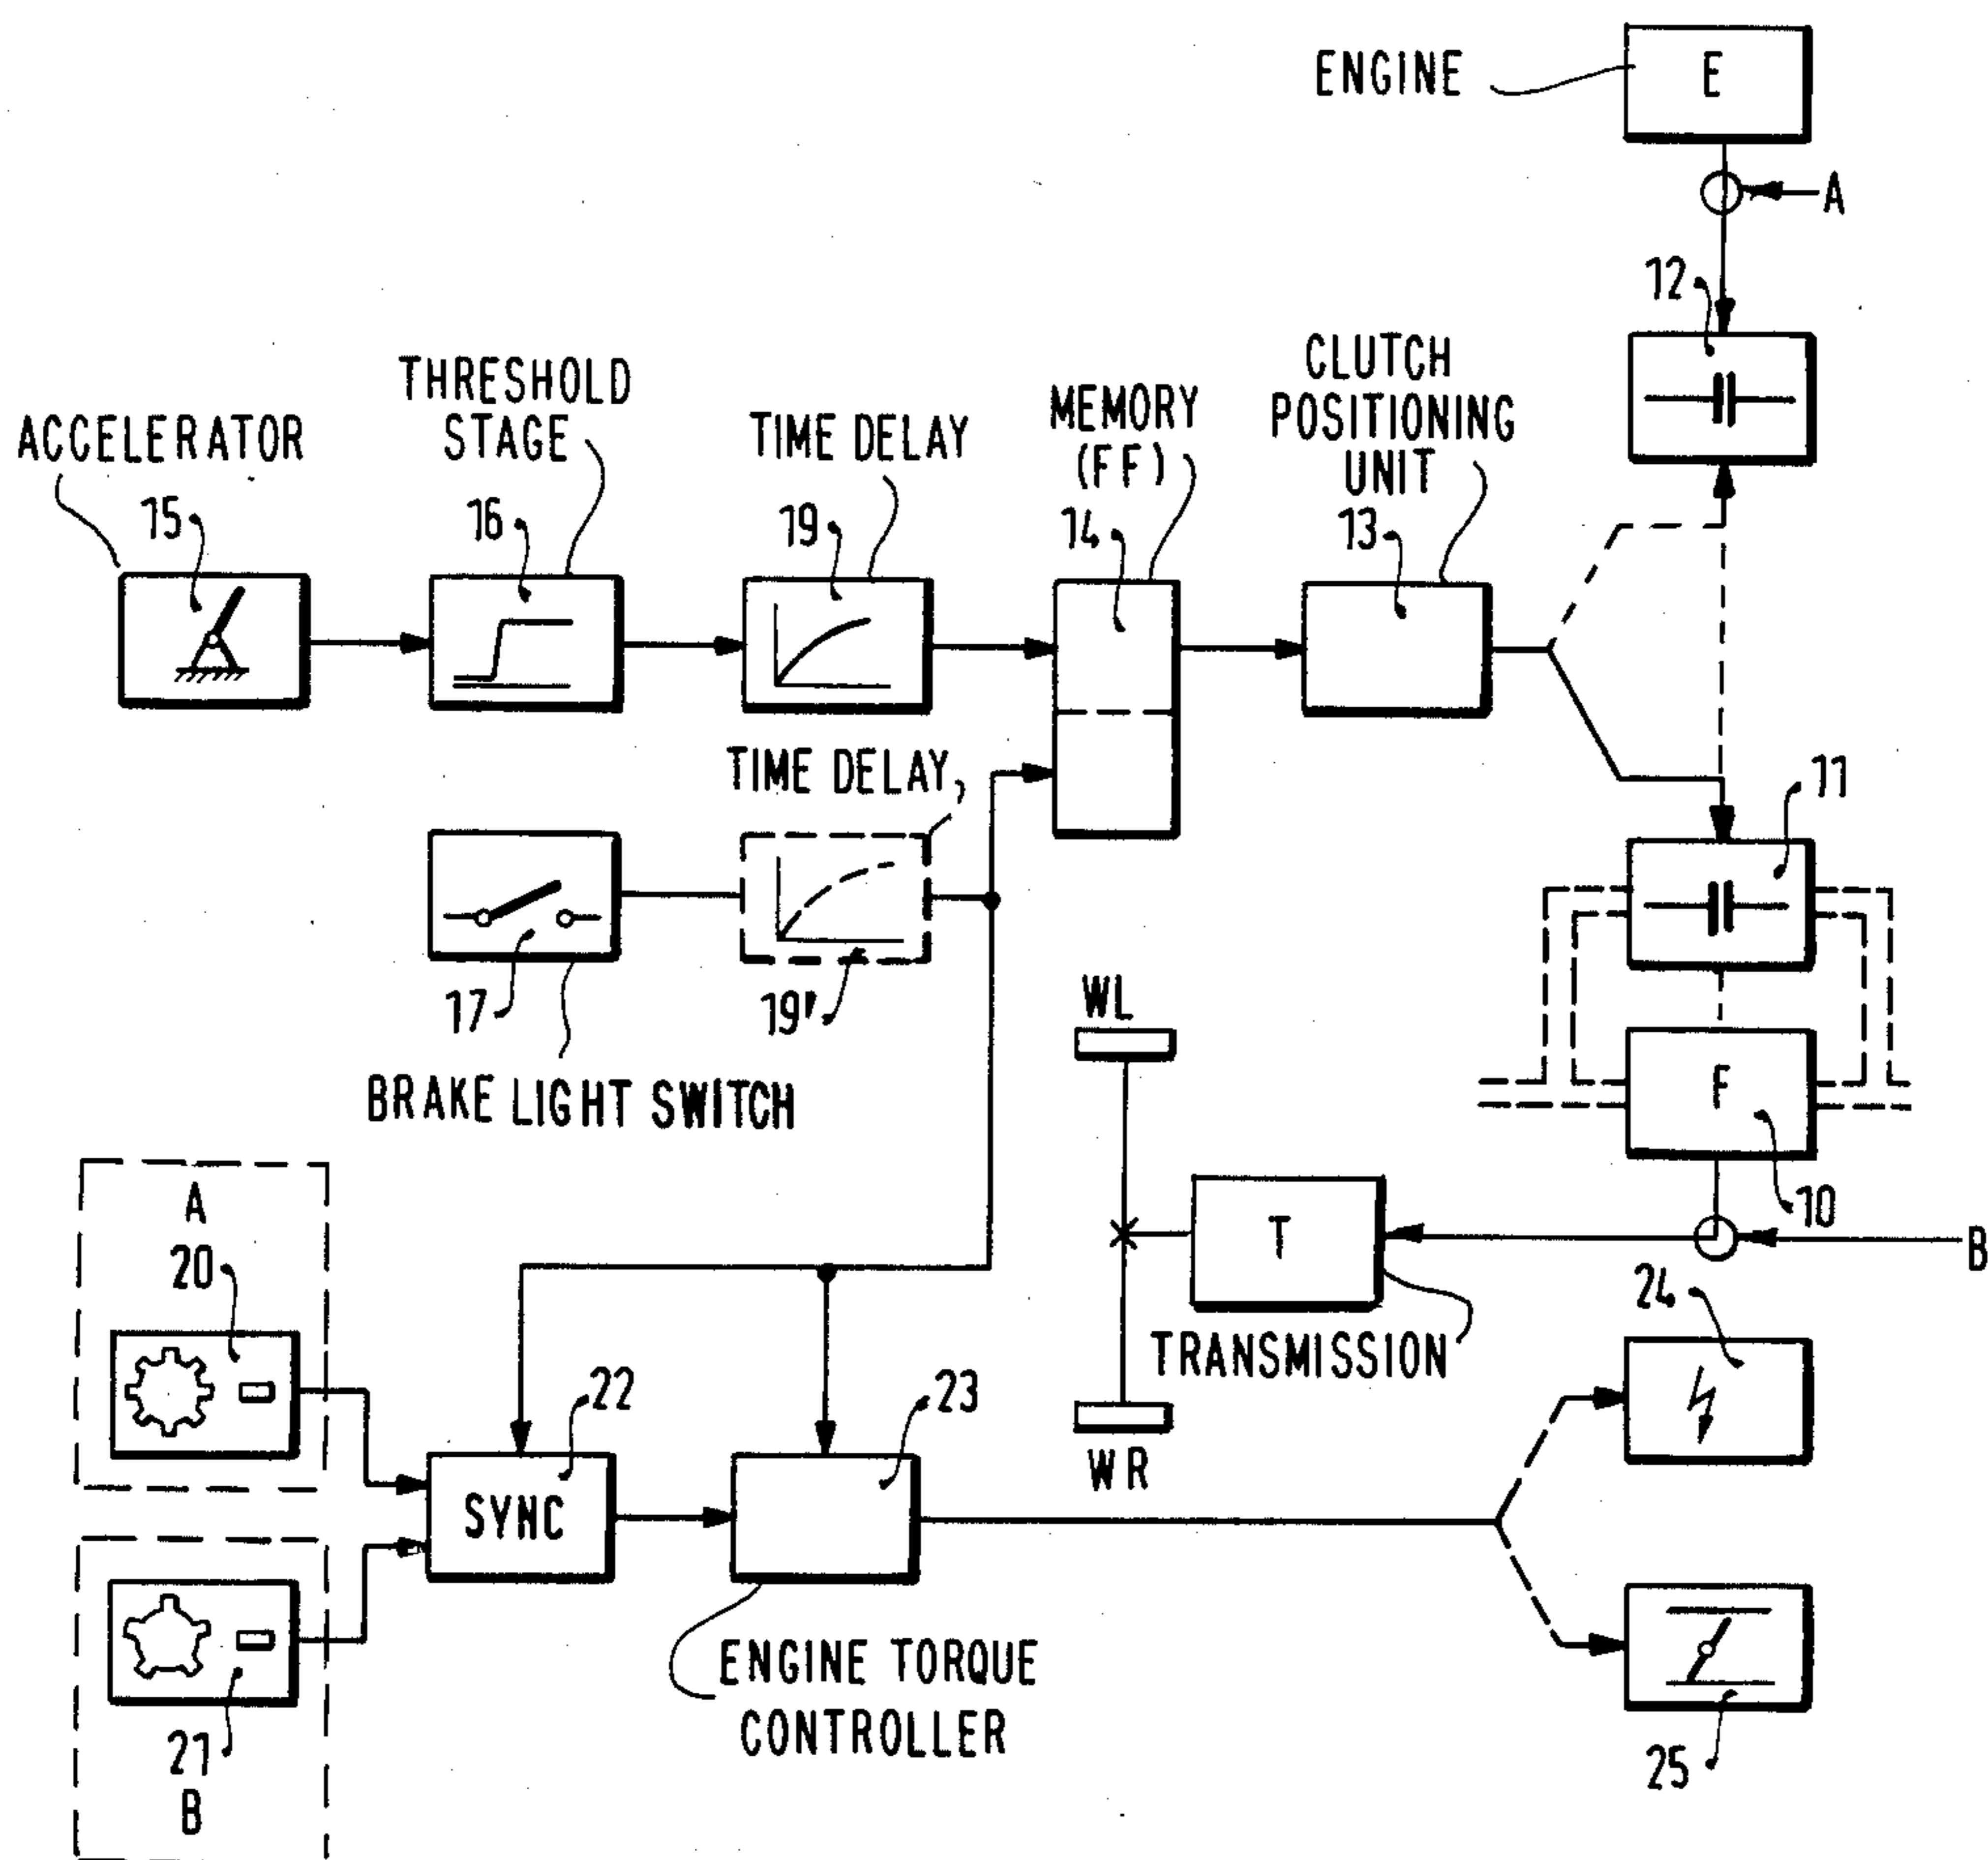 ENGINE
E
A
12
CLUTCH
POSITIONING
UNIT
13
MEMORY
(FF)
14
THRESHOLD
STAGE
16
TIME DELAY
19
ACCELERATOR
15
TIME DELAY
11
17
19'
BRAKE LIGHT SWITCH
WL
F
10
B
T
TRANSMISSION
WR
24
A
20
22
23
SYNC
21
B
ENGINE TORQUE
CONTROLLER
25